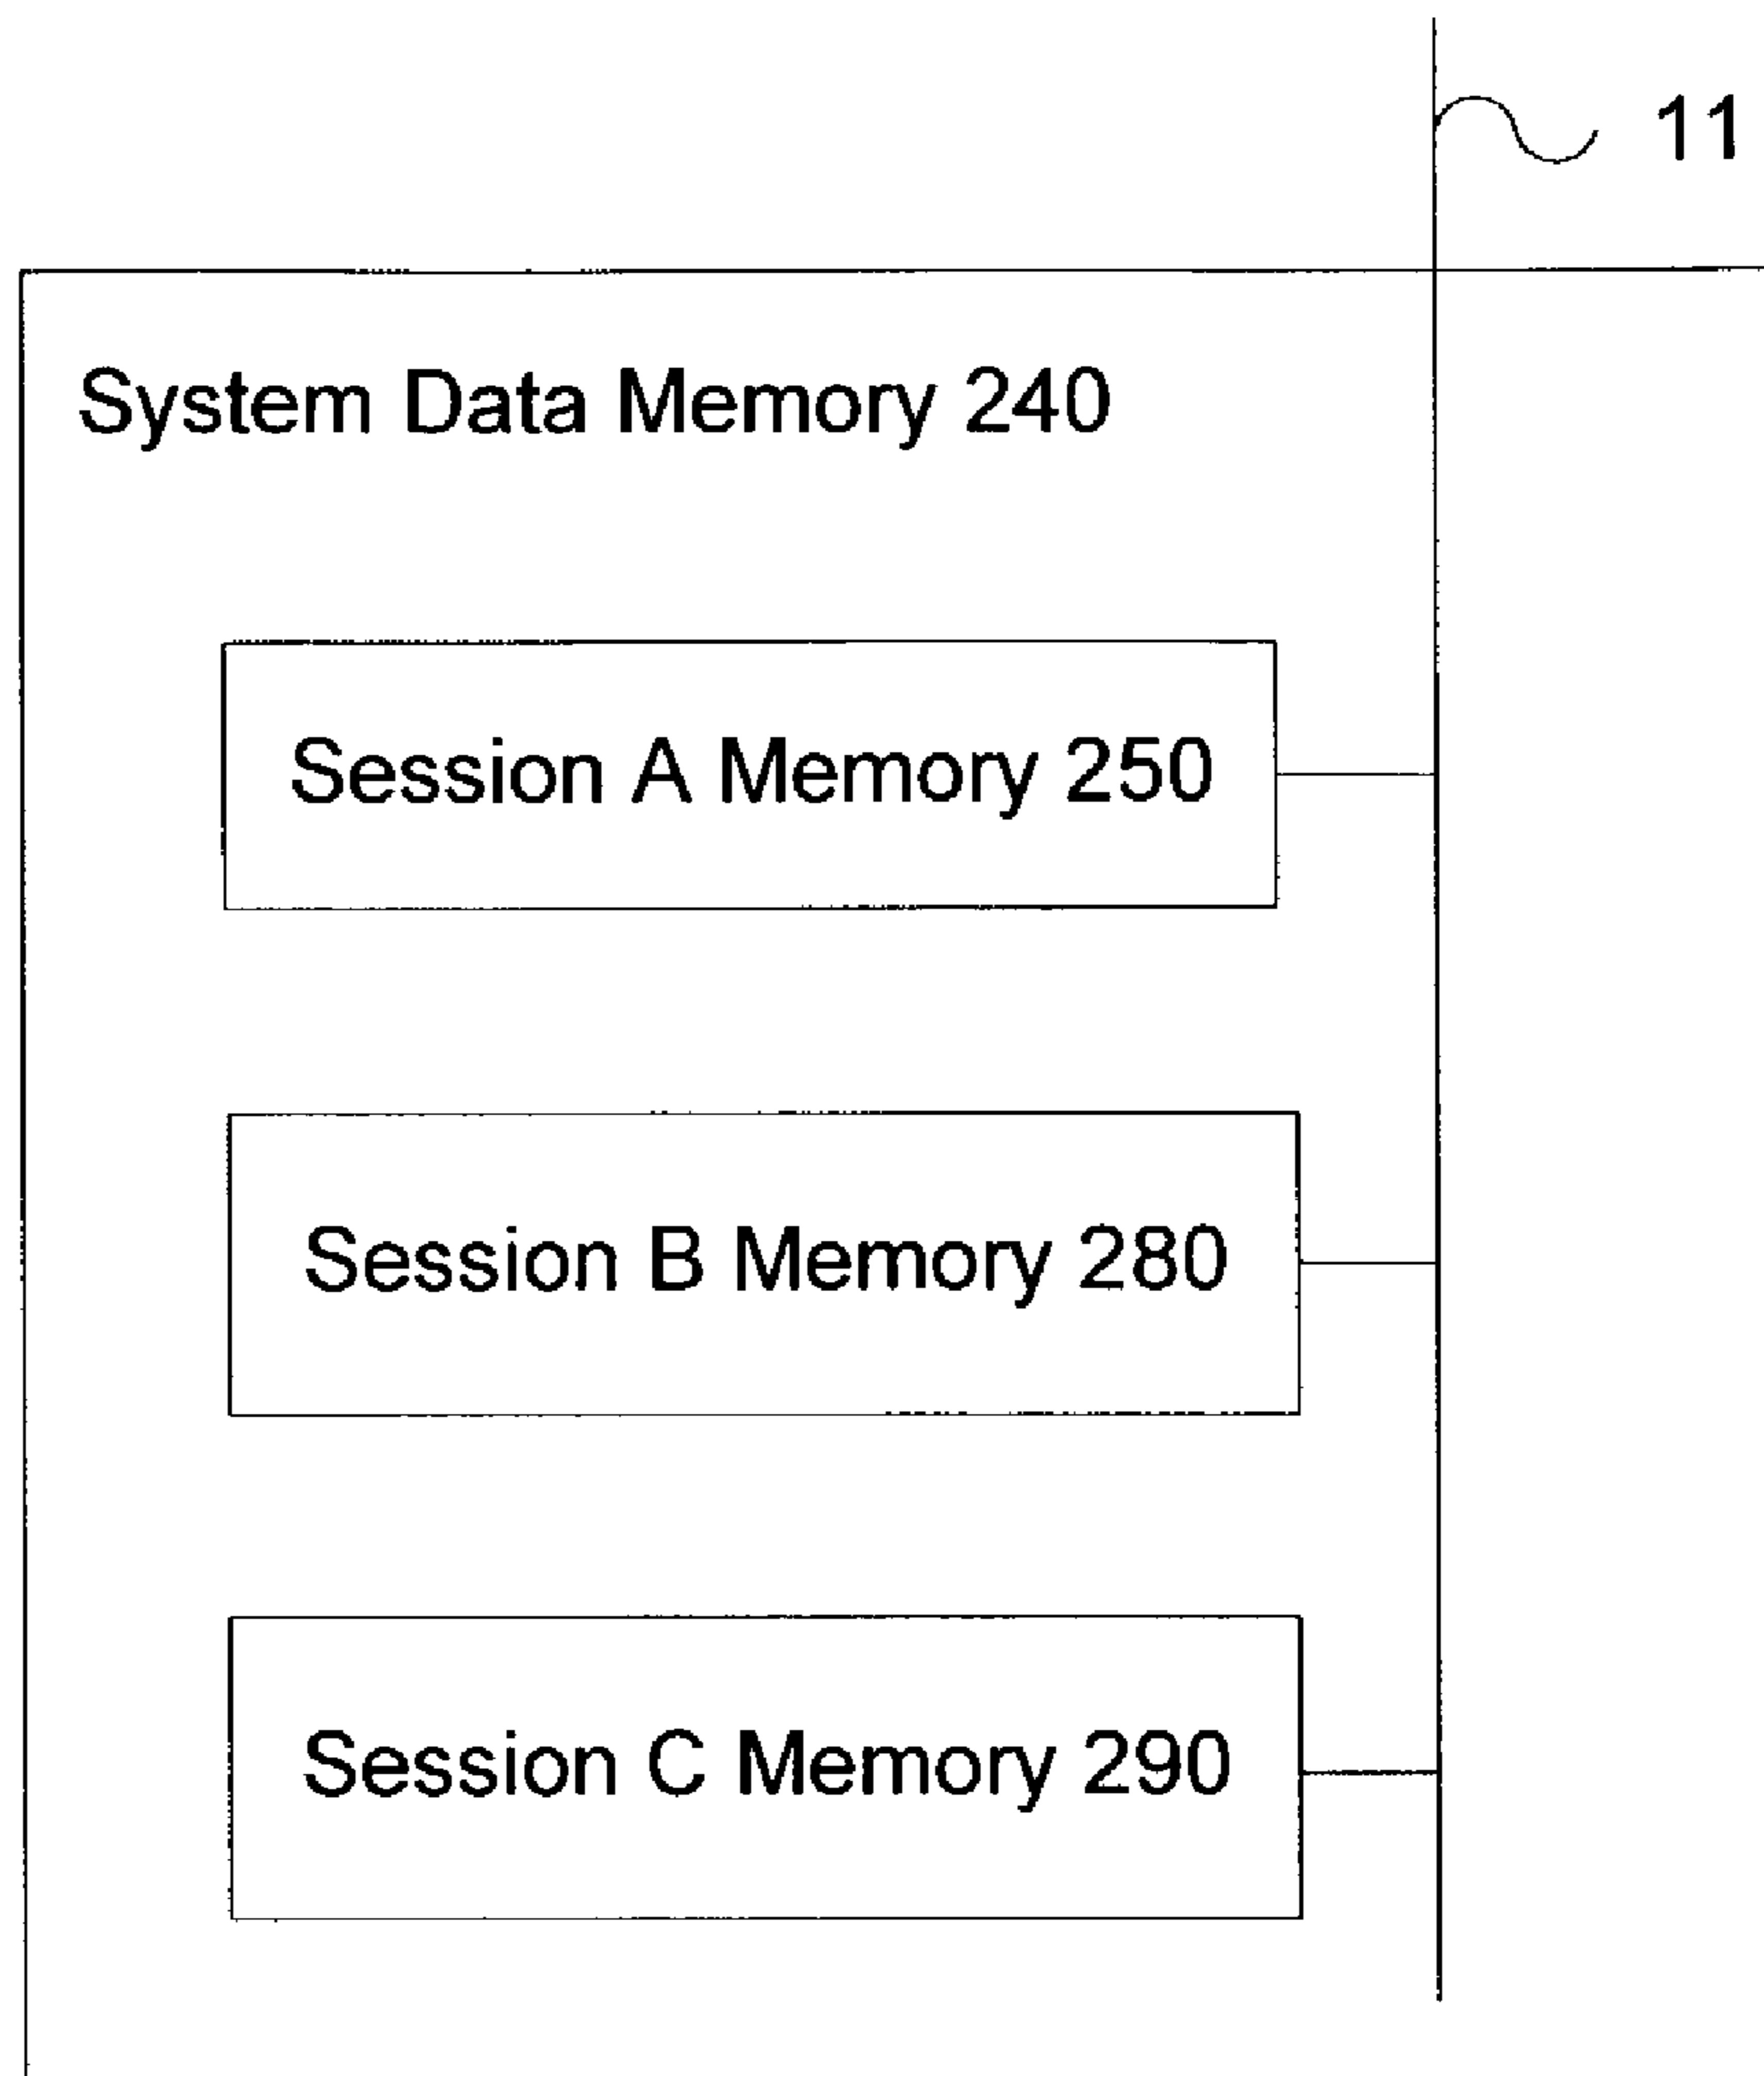 11
System Data Memory 240
Session A Memory 250
Session B Memory 280
Session C Memory 290